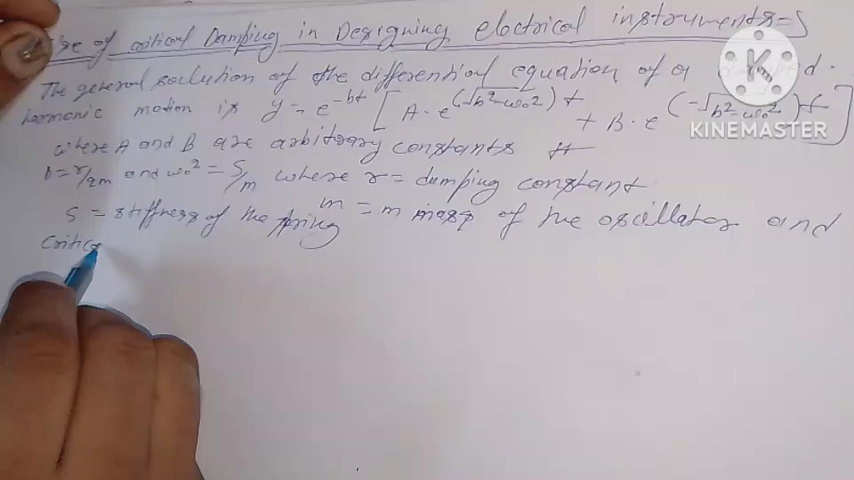 Use of critical Damping in Designing electrical instruments=S
The general solution of the differential equation of a
harmonic motion is y = e^-bt [A·e^(√b²-ω₀²)t + B·e^(-√b²-ω₀²)t]
where A and B are arbitrary constants
b=r/2m and ω₀² = S/m where r = dumping constant
S = stiffness of the spring m = m mass of the oscillator and
Critica
KINEMASTER